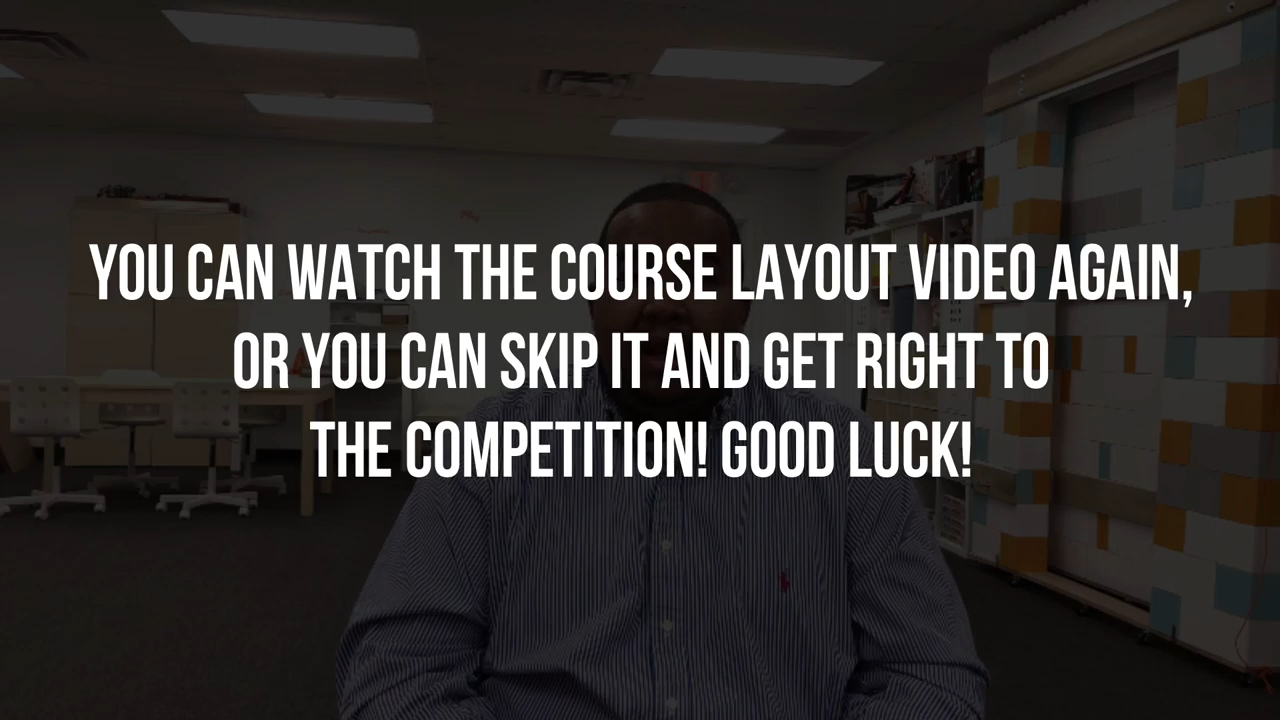 YOU CAN WATCH THE COURSE LAYOUT VIDEO AGAIN,
OR YOU CAN SKIP IT AND GET RIGHT TO
THE COMPETITION! GOOD LUCK!